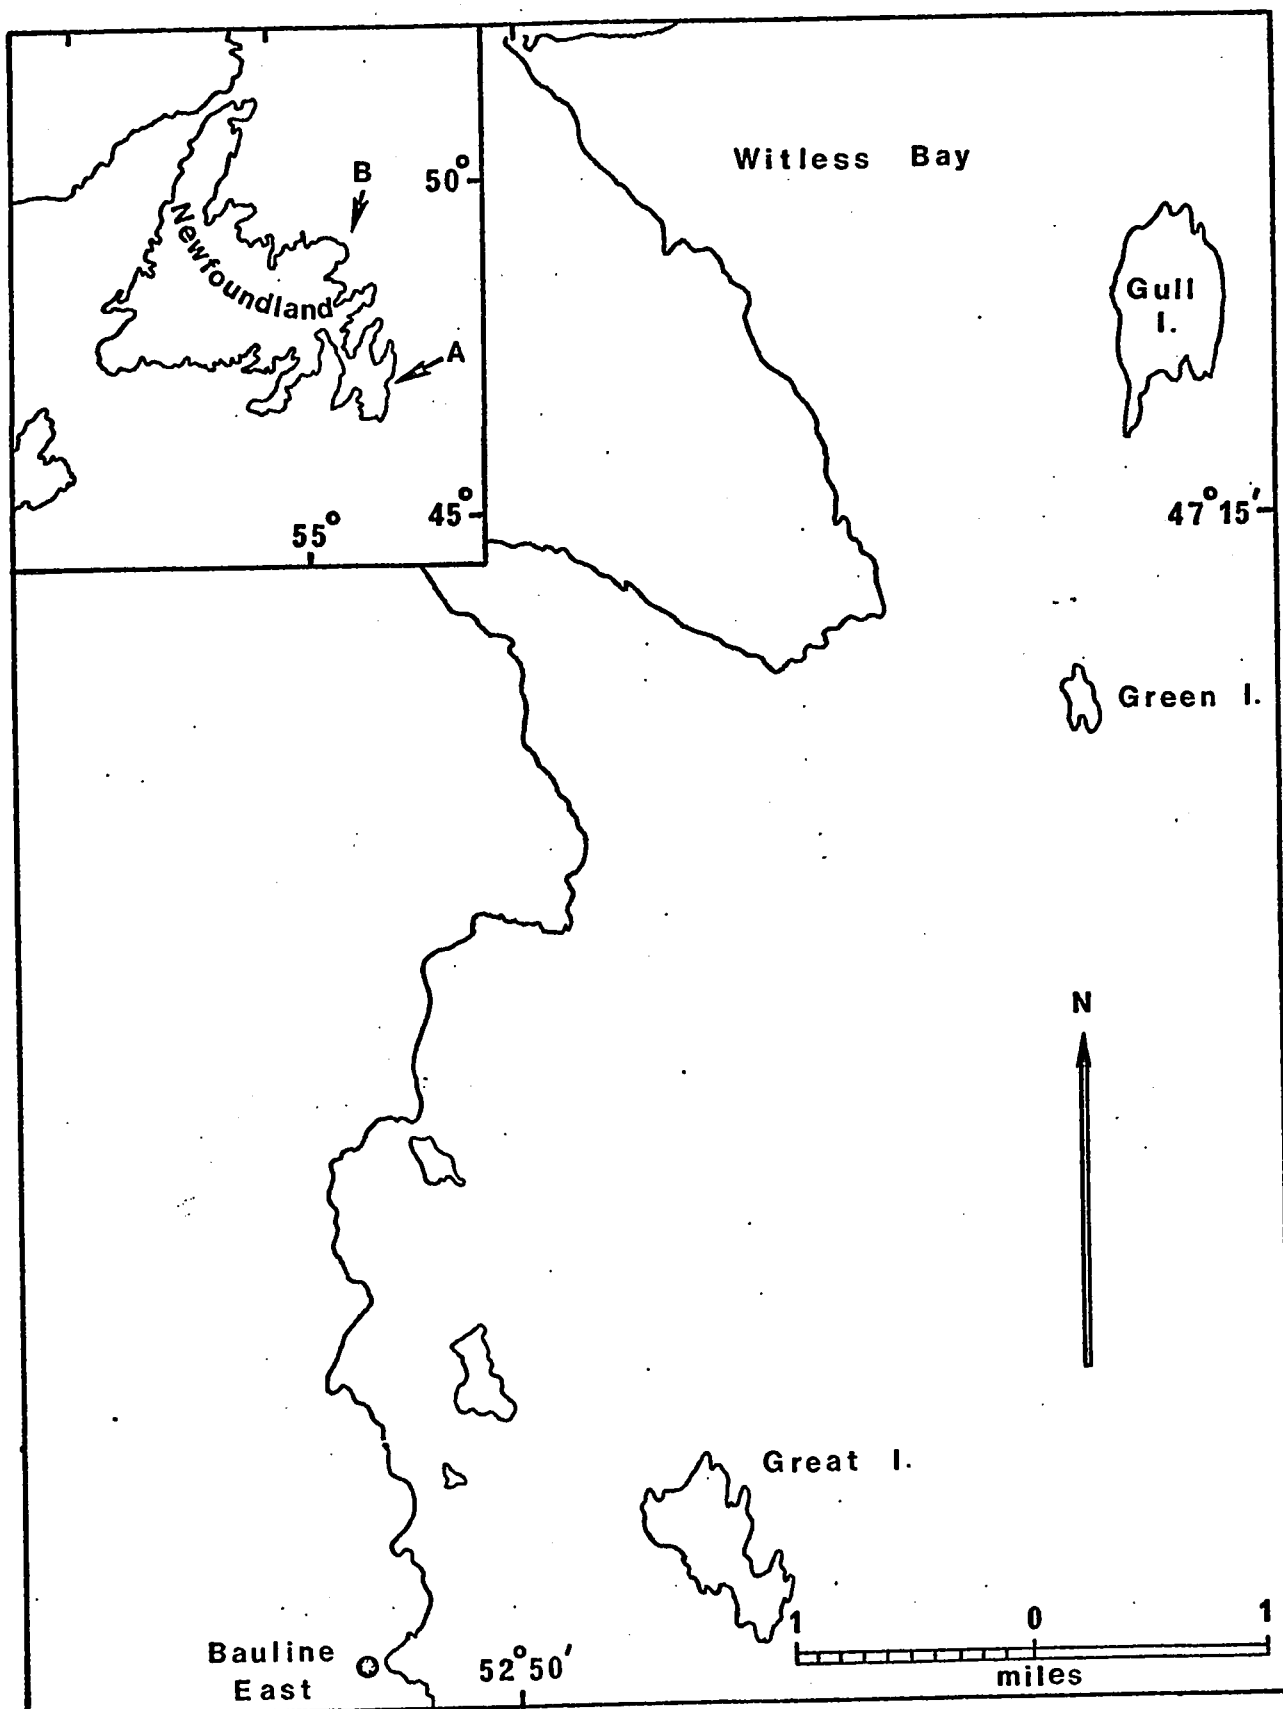 Witless Bay
B
50°
Newfoundland
A
45°
55°
Gull
I.
47°15′
Green I.
N
Great I.
Bauline
East
52°50′
1 0 1
miles